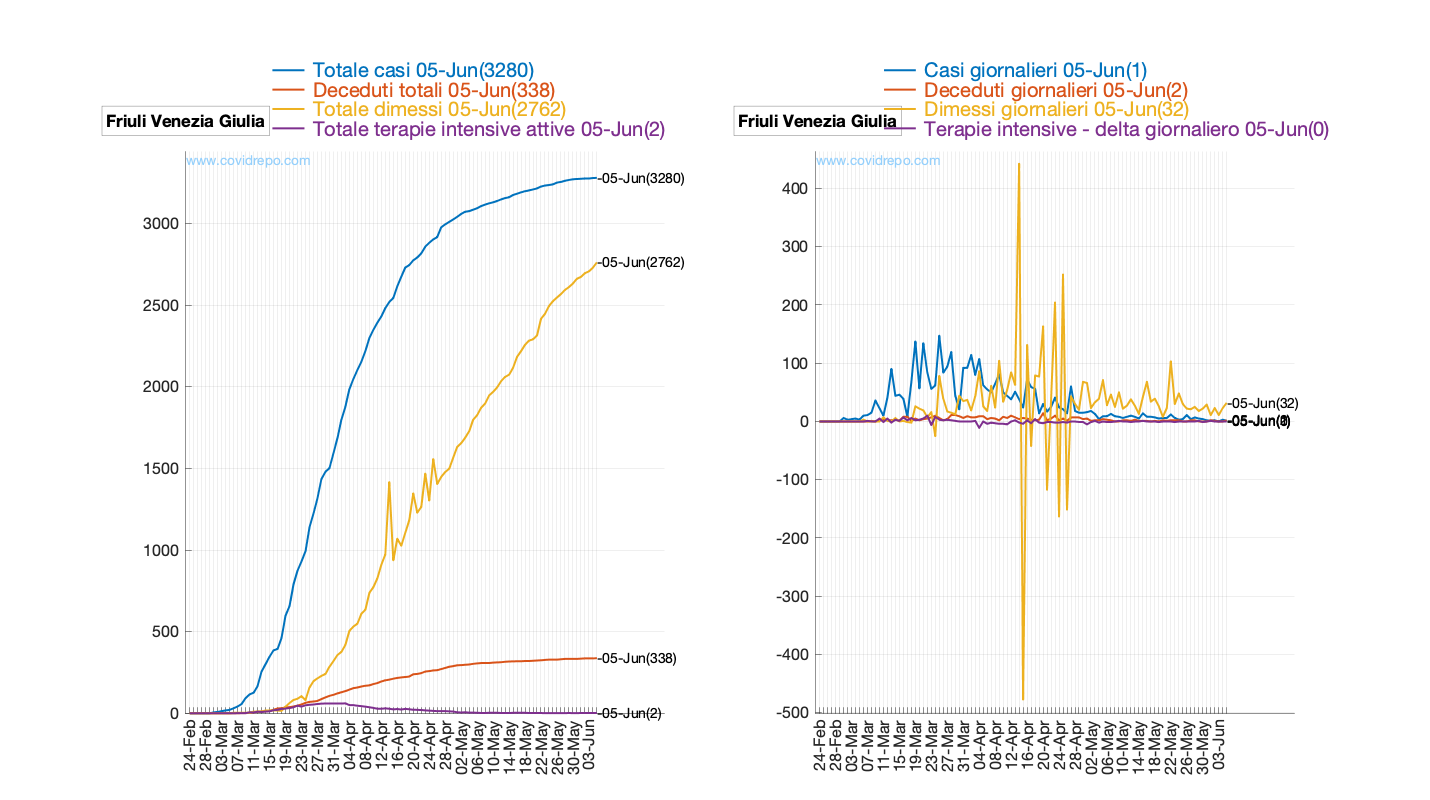 Totale casi 05-Jun(3280)
Deceduti totali 05-Jun(338)
Totale dimessi 05-Jun(2762)
Totale terapie intensive attive 05-Jun(2)
Friuli Venezia Giulia
www.covidrepo.com
3000
2500
2000
1500
1000
500
0
-05-Jun(3280)
-05-Jun(2762)
-05-Jun(338)
-05-Jun(2)
24-Feb
28-Feb
03-Mar
07-Mar
11-Mar
15-Mar
19-Mar
23-Mar
27-Mar
31-Mar
04-Apr
08-Apr
12-Apr
16-Apr
20-Apr
24-Apr
28-Apr
02-May
06-May
10-May
14-May
18-May
22-May
26-May
30-May
03-Jun
Casi giornalieri 05-Jun(1)
Deceduti giornalieri 05-Jun(2)
Dimessi giornalieri 05-Jun(32)
Terapie intensive - delta giornaliero 05-Jun(0)
Friuli Venezia Giulia
www.covidrepo.com
400
300
200
100
0
-100
-200
-300
-400
-500
-05-Jun(32)
24-Feb
28-Feb
03-Mar
07-Mar
11-Mar
15-Mar
19-Mar
23-Mar
27-Mar
31-Mar
04-Apr
08-Apr
12-Apr
16-Apr
20-Apr
24-Apr
28-Apr
02-May
06-May
10-May
14-May
18-May
22-May
26-May
30-May
03-Jun